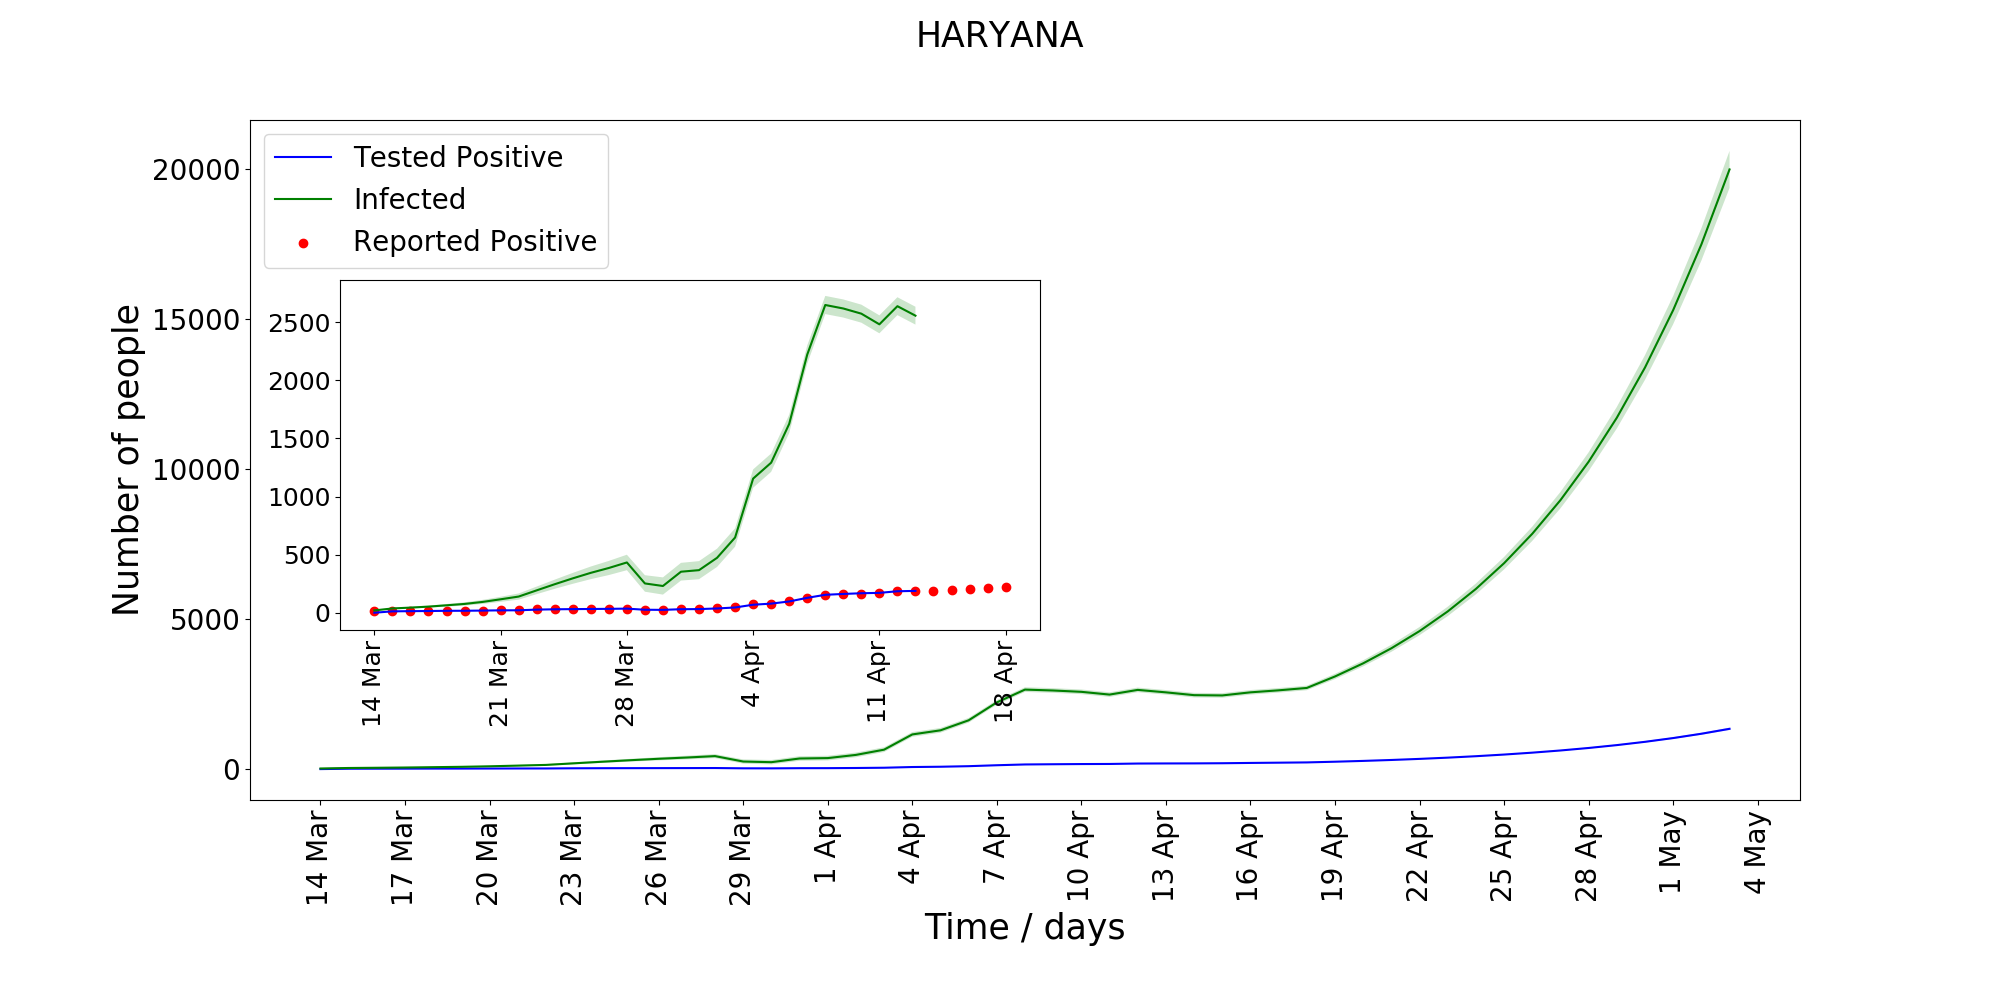 HARYANA
Tested Positive
Infected
Reported Positive
Number of people
20000
15000
10000
5000
0
2500
2000
1500
1000
500
0
14 Mar
21 Mar
28 Mar
4 Apr
11 Apr
18 Apr
14 Mar
17 Mar
20 Mar
23 Mar
26 Mar
29 Mar
1 Apr
4 Apr
7 Apr
10 Apr
13 Apr
16 Apr
19 Apr
22 Apr
25 Apr
28 Apr
1 May
4 May
Time / days